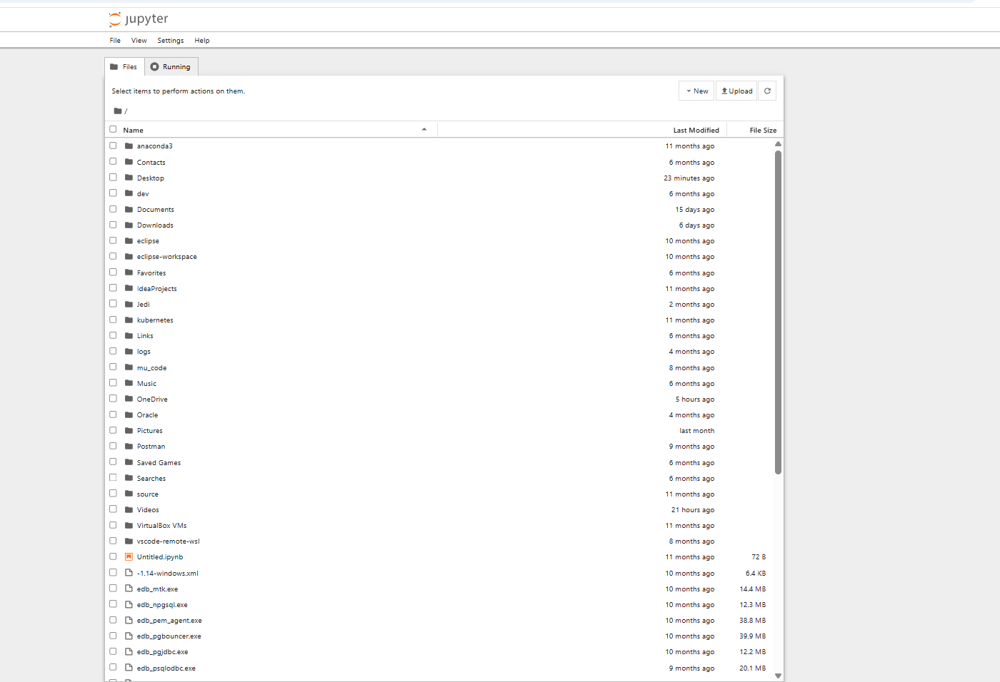 jupyter
File View Settings Help
Files Running
Select items to perform actions on them.
New Upload
/
Name Last Modified File Size
anaconda3 11 months ago
Contacts 6 months ago
Desktop 23 minutes ago
dev 6 months ago
Documents 15 days ago
Downloads 6 days ago
eclipse 10 months ago
eclipse-workspace 10 months ago
Favorites 6 months ago
IdeaProjects 11 months ago
Jedi 2 months ago
kubernetes 11 months ago
Links 6 months ago
logs 4 months ago
mu_code 8 months ago
Music 6 months ago
OneDrive 5 hours ago
Oracle 4 months ago
Pictures last month
Postman 9 months ago
Saved Games 6 months ago
Searches 6 months ago
source 11 months ago
Videos 21 hours ago
VirtualBox VMs 11 months ago
vscode-remote-wsl 8 months ago
Untitled.ipynb 11 months ago 72 B
-1.14-windows.xml 10 months ago 6.4 KB
edb_mtk.exe 10 months ago 14.4 MB
edb_npgsql.exe 10 months ago 12.3 MB
edb_pem_agent.exe 10 months ago 38.8 MB
edb_pgbouncer.exe 10 months ago 39.9 MB
edb_pgjdbc.exe 10 months ago 12.2 MB
edb_psqlodbc.exe 9 months ago 20.1 MB